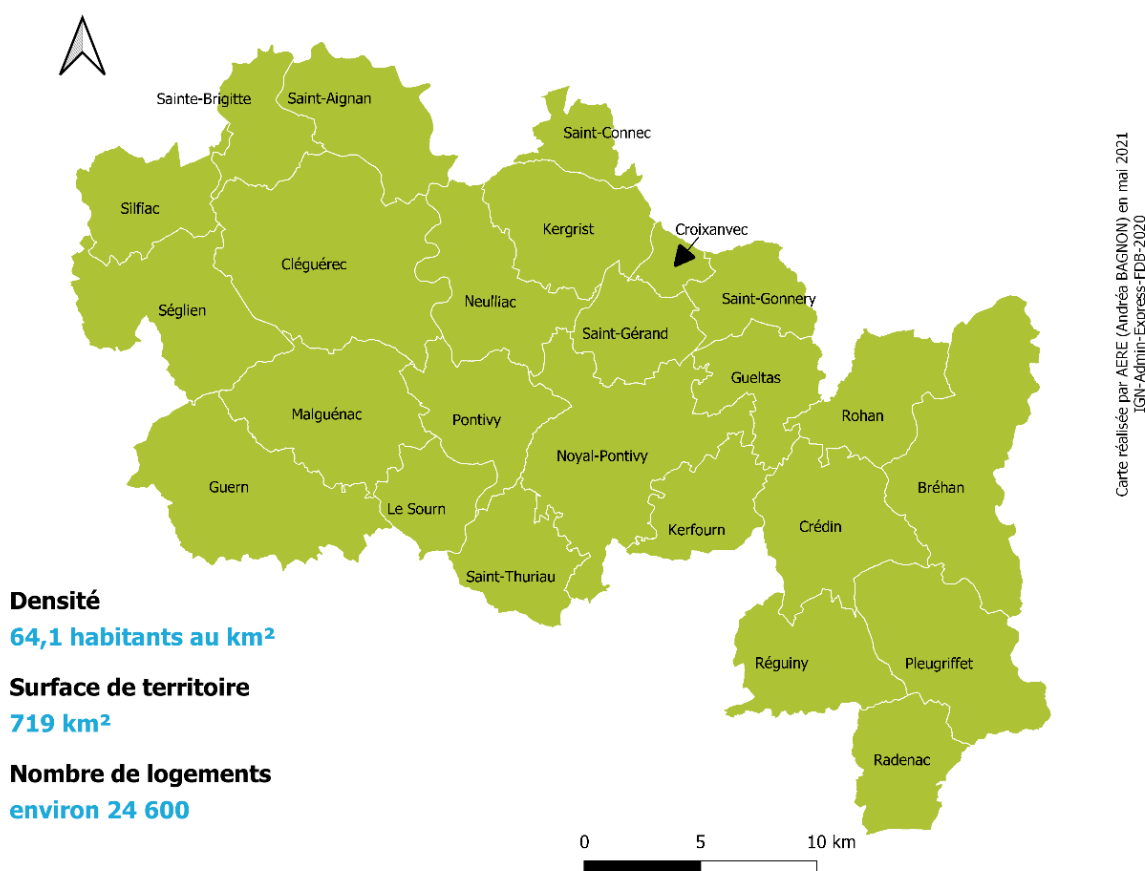 Sainte-Brigitte
Saint-Aignan
Saint-Connec
Silfiac
Croixanvec
Kergrist
Cléguérec
Neulliac
Saint-Gonnery
Séglien
Saint-Gérand
Gueltas
Malguénac
Pontivy
Rohan
Noyal-Pontivy
Guern
Bréhan
Le Sourn
Kerfourn
Crédin
Saint-Thuriau
Réguiny
Pleugriffet
Radenac
Densité
64,1 habitants au km²
Surface de territoire
719 km²
Nombre de logements
environ 24 600
0 5 10 km
Carte réalisée par AERE (Andréa BAGNON) en mai 2021
IGN-Admin-Express-EDB-2020